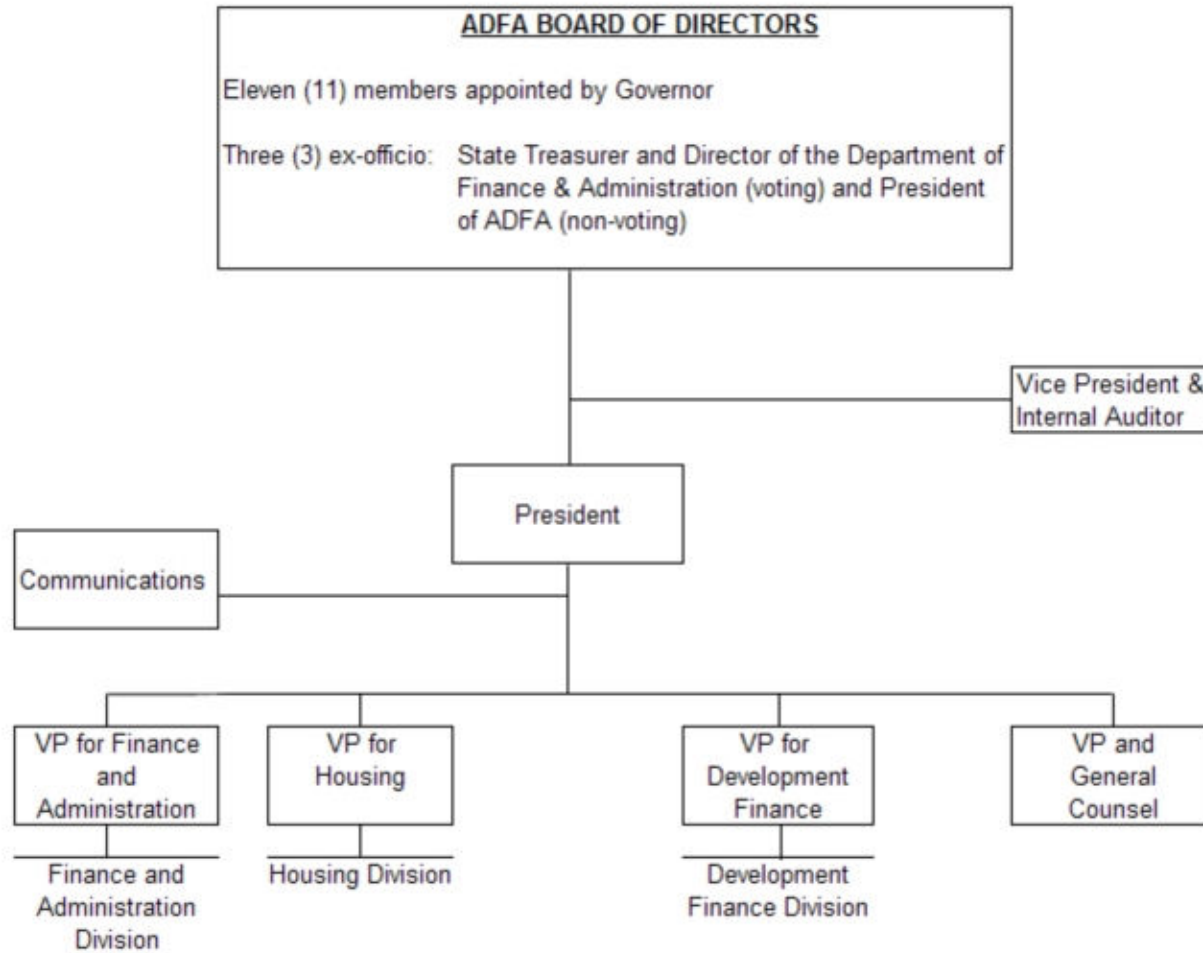 ADFA BOARD OF DIRECTORS
Eleven (11) members appointed by Governor
Three (3) ex-officio: State Treasurer and Director of the Department of
Finance & Administration (voting) and President
of ADFA (non-voting)
Vice President &
Internal Auditor
President
Communications
VP for Finance
and
Administration
VP for
Housing
VP for
Development
Finance
VP and
General
Counsel
Finance and
Administration
Division
Housing Division
Development
Finance Division